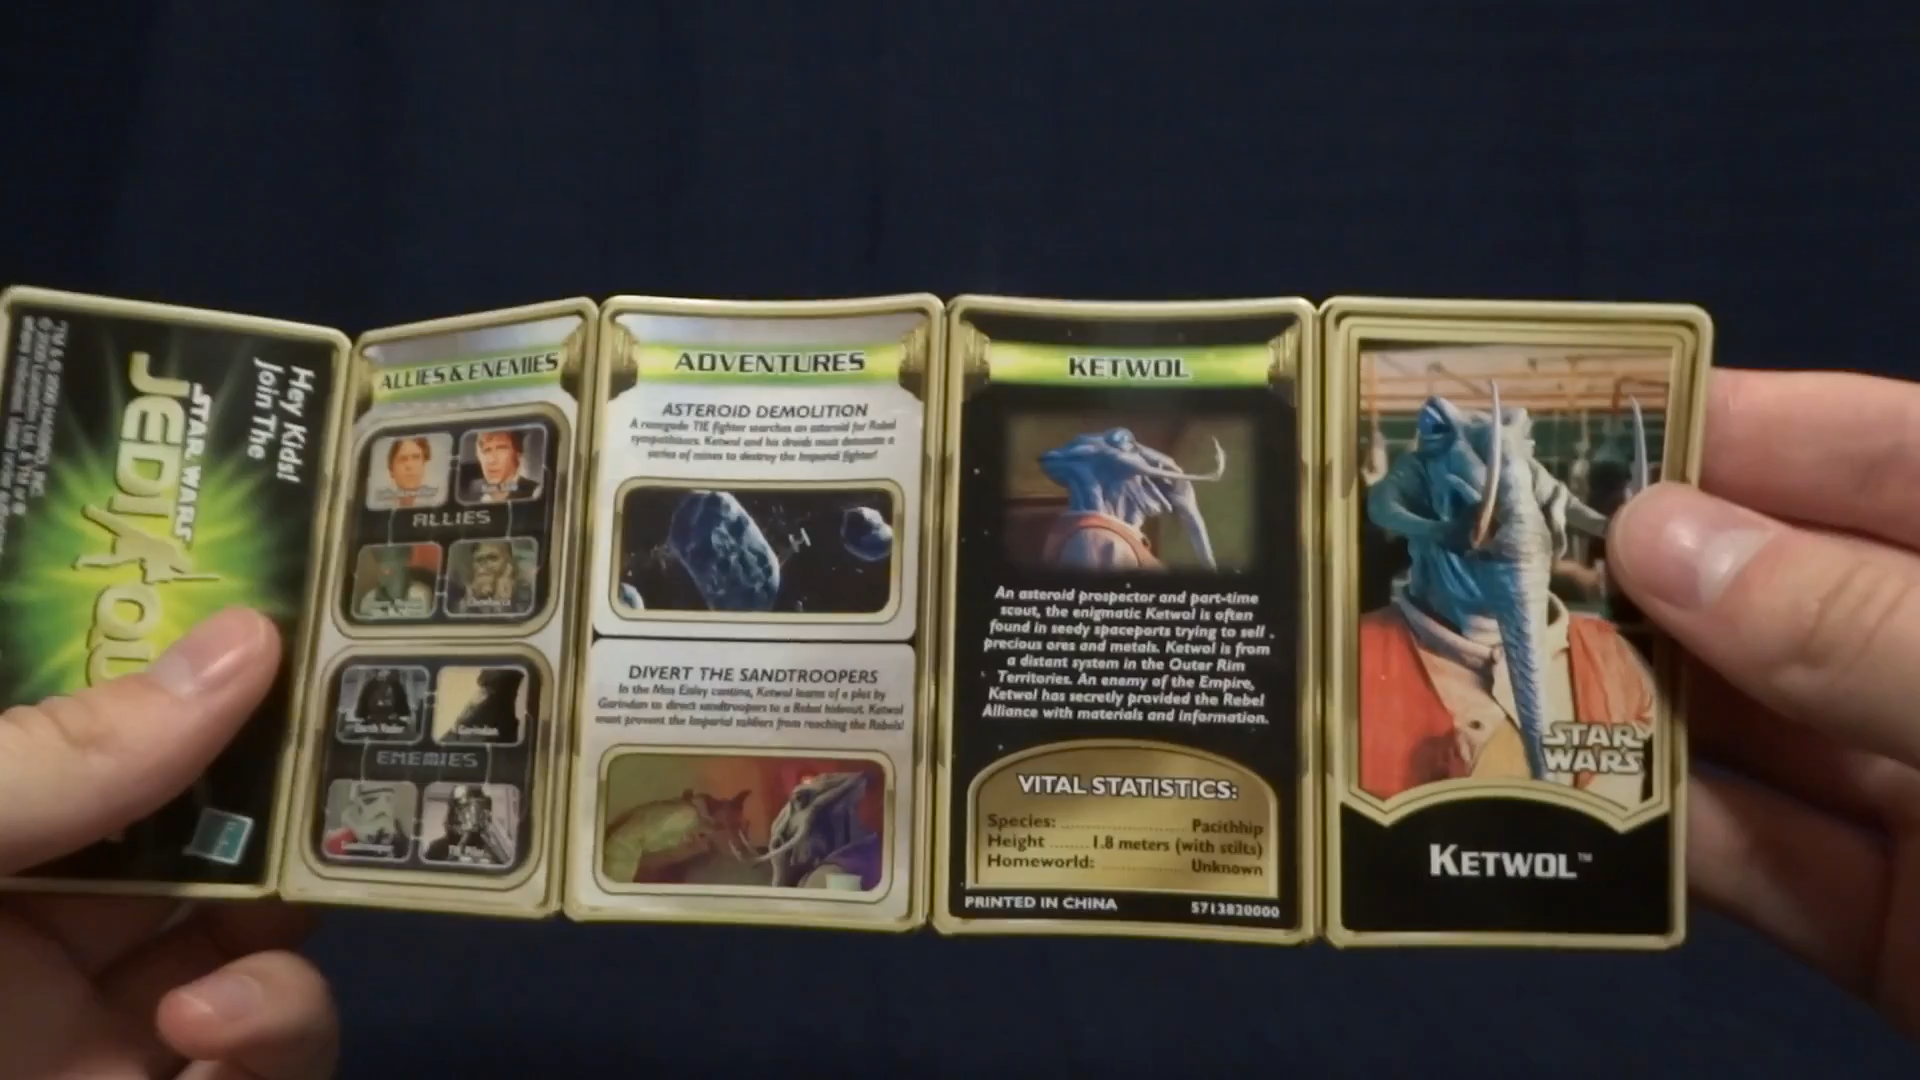 Hey Kids!
Join The
STAR WARS
JEDI
ALLIES & ENEMIES
ALLIES
Chewbacca
Darth Vader
Garindan
ENEMIES
Sandtrooper
TIE Pilot
ADVENTURES
ASTEROID DEMOLITION
A renegade TIE fighter searches an asteroid for Rebel
sympathizers. Ketwol and his droids must detonate a
series of mines to destroy the Imperial fighter!
DIVERT THE SANDTROOPERS
In the Mos Eisley cantina, Ketwol learns of a plot by
Garindan to direct sandtroopers to a Rebel hideout. Ketwol
must prevent the Imperial soldiers from reaching the Rebels!
KETWOL
An asteroid prospector and part-time
scout, the enigmatic Ketwol is often
found in seedy spaceports trying to sell
precious ores and metals. Ketwol is from
a distant system in the Outer Rim
Territories. An enemy of the Empire,
Ketwol has secretly provided the Rebel
Alliance with materials and information.
VITAL STATISTICS:
Species: Pacithhip
Height 1.8 meters (with stilts)
Homeworld: Unknown
PRINTED IN CHINA 5713820000
STAR
WARS
KETWOL™